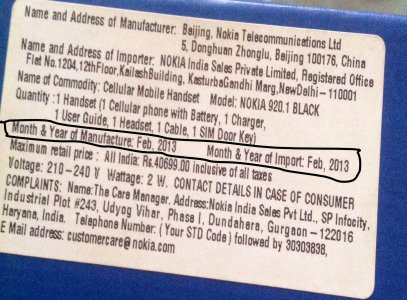 Name and Address of Manufacturer: Beijing, Nokia Telecommunications Ltd
5, Donghuan Zhonglu, Beijing 100176, China
Name and Address of Importer: NOKIA India Sales Private Limited, Registered Office
Flat No.1204,12thFloor,KailashBuilding, KasturbaGandhi Marg,NewDelhi - 110001
Name of Commodity: Cellular Mobile Handset Model: NOKIA 920.1 BLACK
Quantity :1 Handset (1 Cellular phone with Battery, 1 Charger,
1 User Guide, 1 Headset, 1 Cable, 1 SIM Door Key)
Month & Year of Manufacture: Feb, 2013 Month & Year of Import: Feb, 2013
Maximum retail price : All India: Rs.40699.00 inclusive of all taxes
Voltage: 210-240 V Wattage: 2 W. CONTACT DETAILS IN CASE OF CONSUMER
COMPLAINTS: Name:The Care Manager, Address:Nokia India Sales Pvt Ltd., SP Infocity,
Industrial Plot #243, Udyog Vihar, Phase I, Dundahera, Gurgaon-122016
Haryana, India. Telephone Number: (Your STD Code) followed by 30303838,
E Mail address: customercare@nokia.com